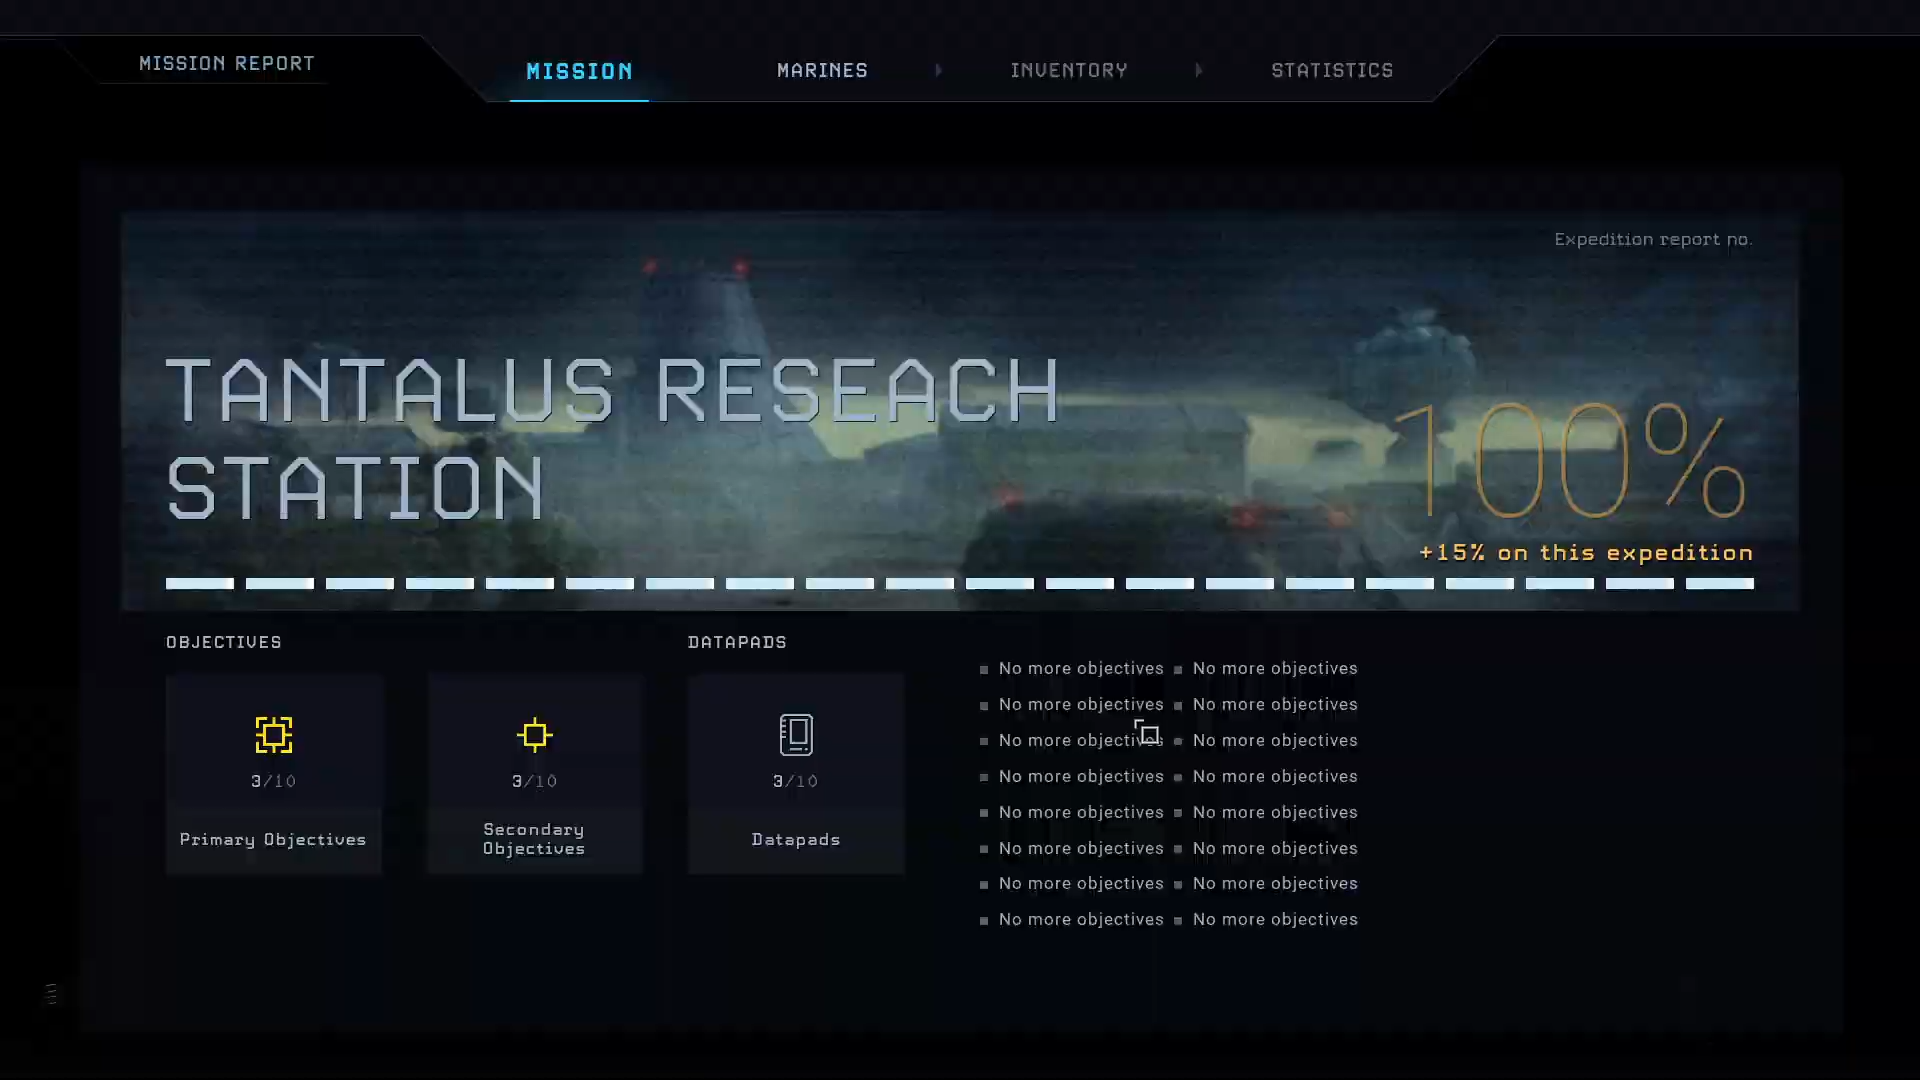 MISSION REPORT
MISSION
MARINES
INVENTORY
STATISTICS
Expedition report no.
TANTALUS RESEACH
STATION
100%
+15% on this expedition
OBJECTIVES
DATAPADS
3/10
Primary Objectives
3/10
Secondary
Objectives
3/10
Datapads
No more objectives No more objectives
No more objectives No more objectives
No more objectives No more objectives
No more objectives No more objectives
No more objectives No more objectives
No more objectives No more objectives
No more objectives No more objectives
No more objectives No more objectives